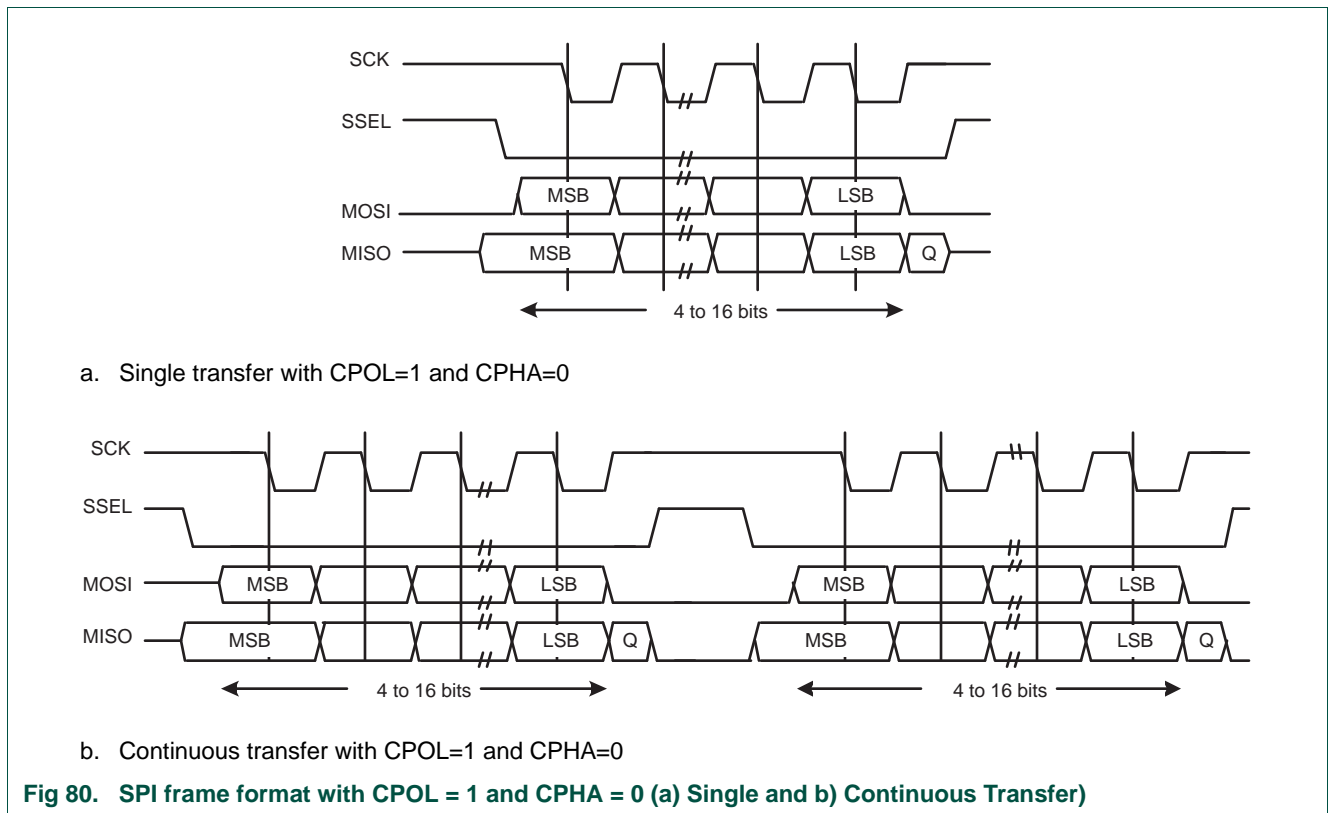 SCK
SSEL
MOSI
MSB
LSB
MISO
MSB
LSB
Q
4 to 16 bits
a. Single transfer with CPOL=1 and CPHA=0
SCK
SSEL
MOSI
MSB
LSB
MSB
LSB
MISO
MSB
LSB
Q
MSB
LSB
Q
4 to 16 bits
4 to 16 bits
b. Continuous transfer with CPOL=1 and CPHA=0
Fig 80. SPI frame format with CPOL = 1 and CPHA = 0 (a) Single and b) Continuous Transfer)